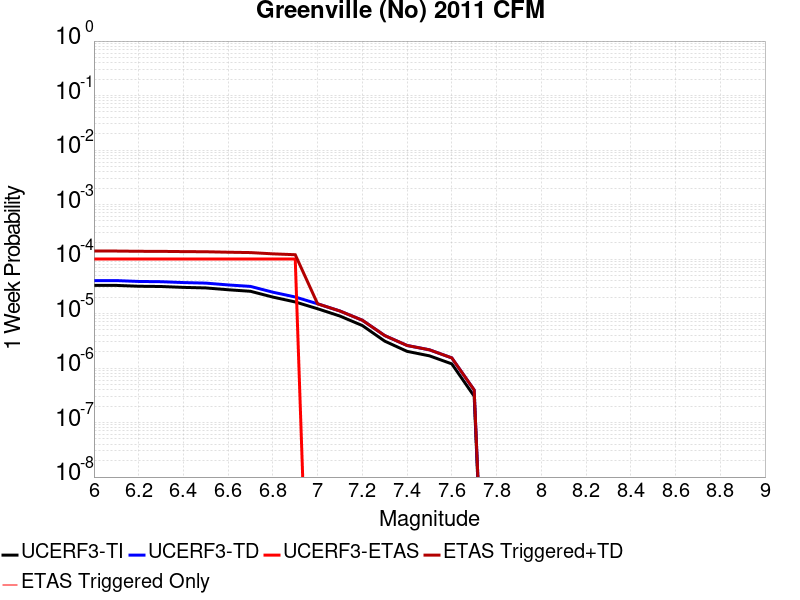 Greenville (No) 2011 CFM
10^0
10^-1
10^-2
10^-3
10^-4
10^-5
10^-6
10^-7
10^-8
1 Week Probability
6 6.2 6.4 6.6 6.8 7 7.2 7.4 7.6 7.8 8 8.2 8.4 8.6 8.8 9
Magnitude
UCERF3-TI UCERF3-TD UCERF3-ETAS ETAS Triggered+TD
ETAS Triggered Only